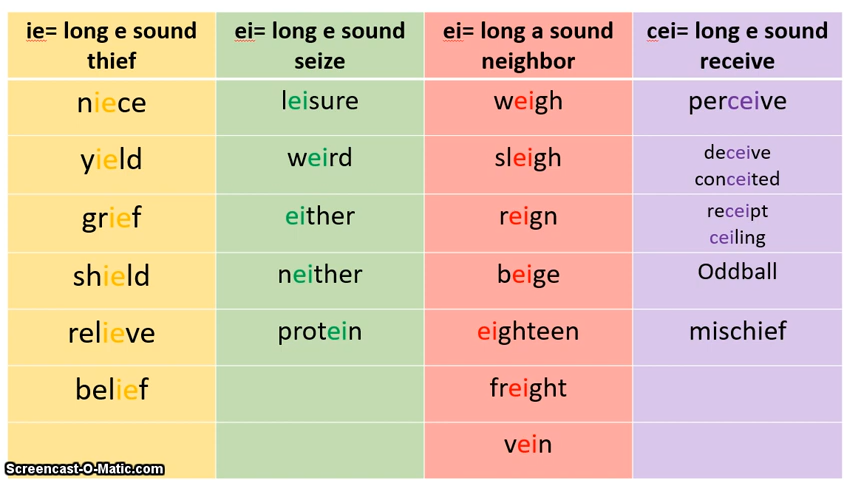 ie= long e sound
thief
ei= long e sound
seize
ei= long a sound
neighbor
cei= long e sound
receive
niece
leisure
weigh
perceive
yield
weird
sleigh
deceive
conceited
grief
either
reign
receipt
ceiling
shield
neither
beige
Oddball
relieve
protein
eighteen
mischief
belief
freight
vein
Screencast-O-Matic.com